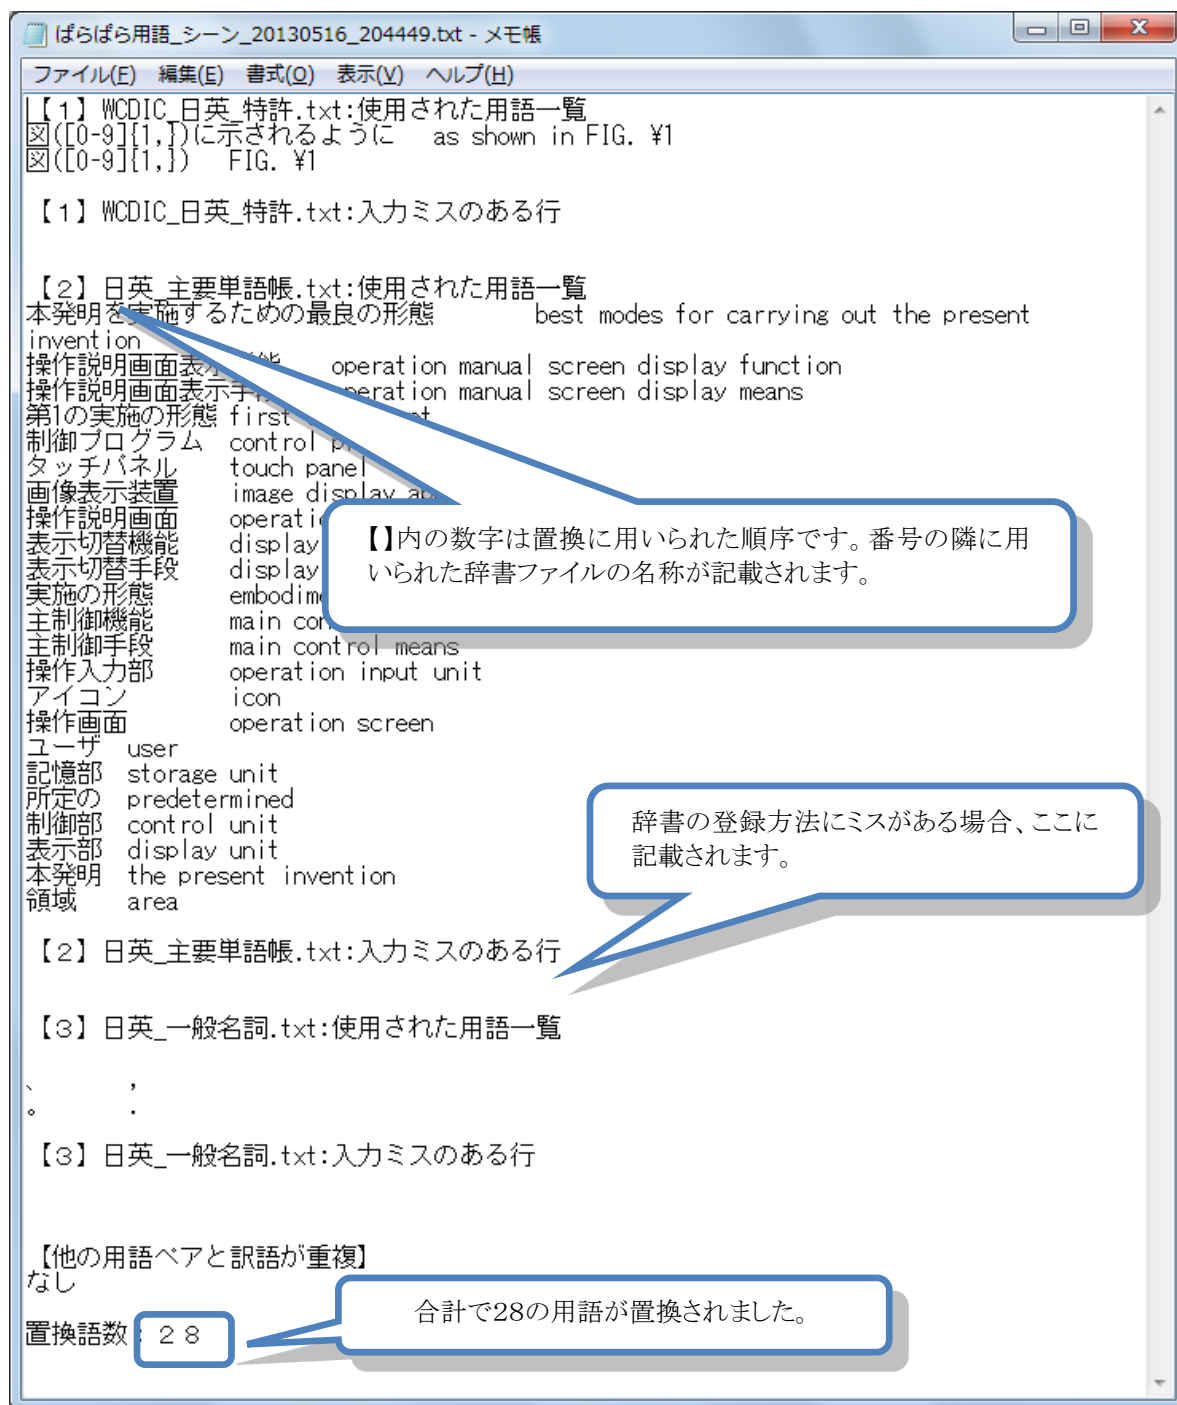 ぱらぱら用語_シーン_20130516_204449.txt - メモ帳
ファイル(F) 編集(E) 書式(O) 表示(V) ヘルプ(H)
【1】WCDIC_日英_特許.txt:使用された用語一覧
図([0-9]{1,})に示されるように as shown in FIG. ¥1
図([0-9]{1,}) FIG. ¥1
【1】WCDIC_日英_特許.txt:入力ミスのある行
【2】日英_主要単語帳.txt:使用された用語一覧
本発明を実施するための最良の形態 best modes for carrying out the present
invention
操作説明画面表示機能 operation manual screen display function
操作説明画面表示手段 operation manual screen display means
第1の実施の形態 first
制御プログラム control
タッチパネル touch panel
画像表示装置 image display
操作説明画面
表示切替機能 display
表示切替手段 display
実施の形態
主制御機能 main
主制御手段 main control means
操作入力部 operation input unit
アイコン icon
操作画面 operation screen
ユーザ user
記憶部 storage unit
所定の predetermined
制御部 control unit
表示部 display unit
本発明 the present invention
領域 area
【2】日英_主要単語帳.txt:入力ミスのある行
【3】日英_一般名詞.txt:使用された用語一覧
、 ,
。 .
【3】日英_一般名詞.txt:入力ミスのある行
【他の用語ペアと訳語が重複】
なし
置換語数：２８
【】内の数字は置換に用いられた順序です。番号の隣に用
いられた辞書ファイルの名称が記載されます。
辞書の登録方法にミスがある場合、ここに
記載されます。
合計で28の用語が置換されました。